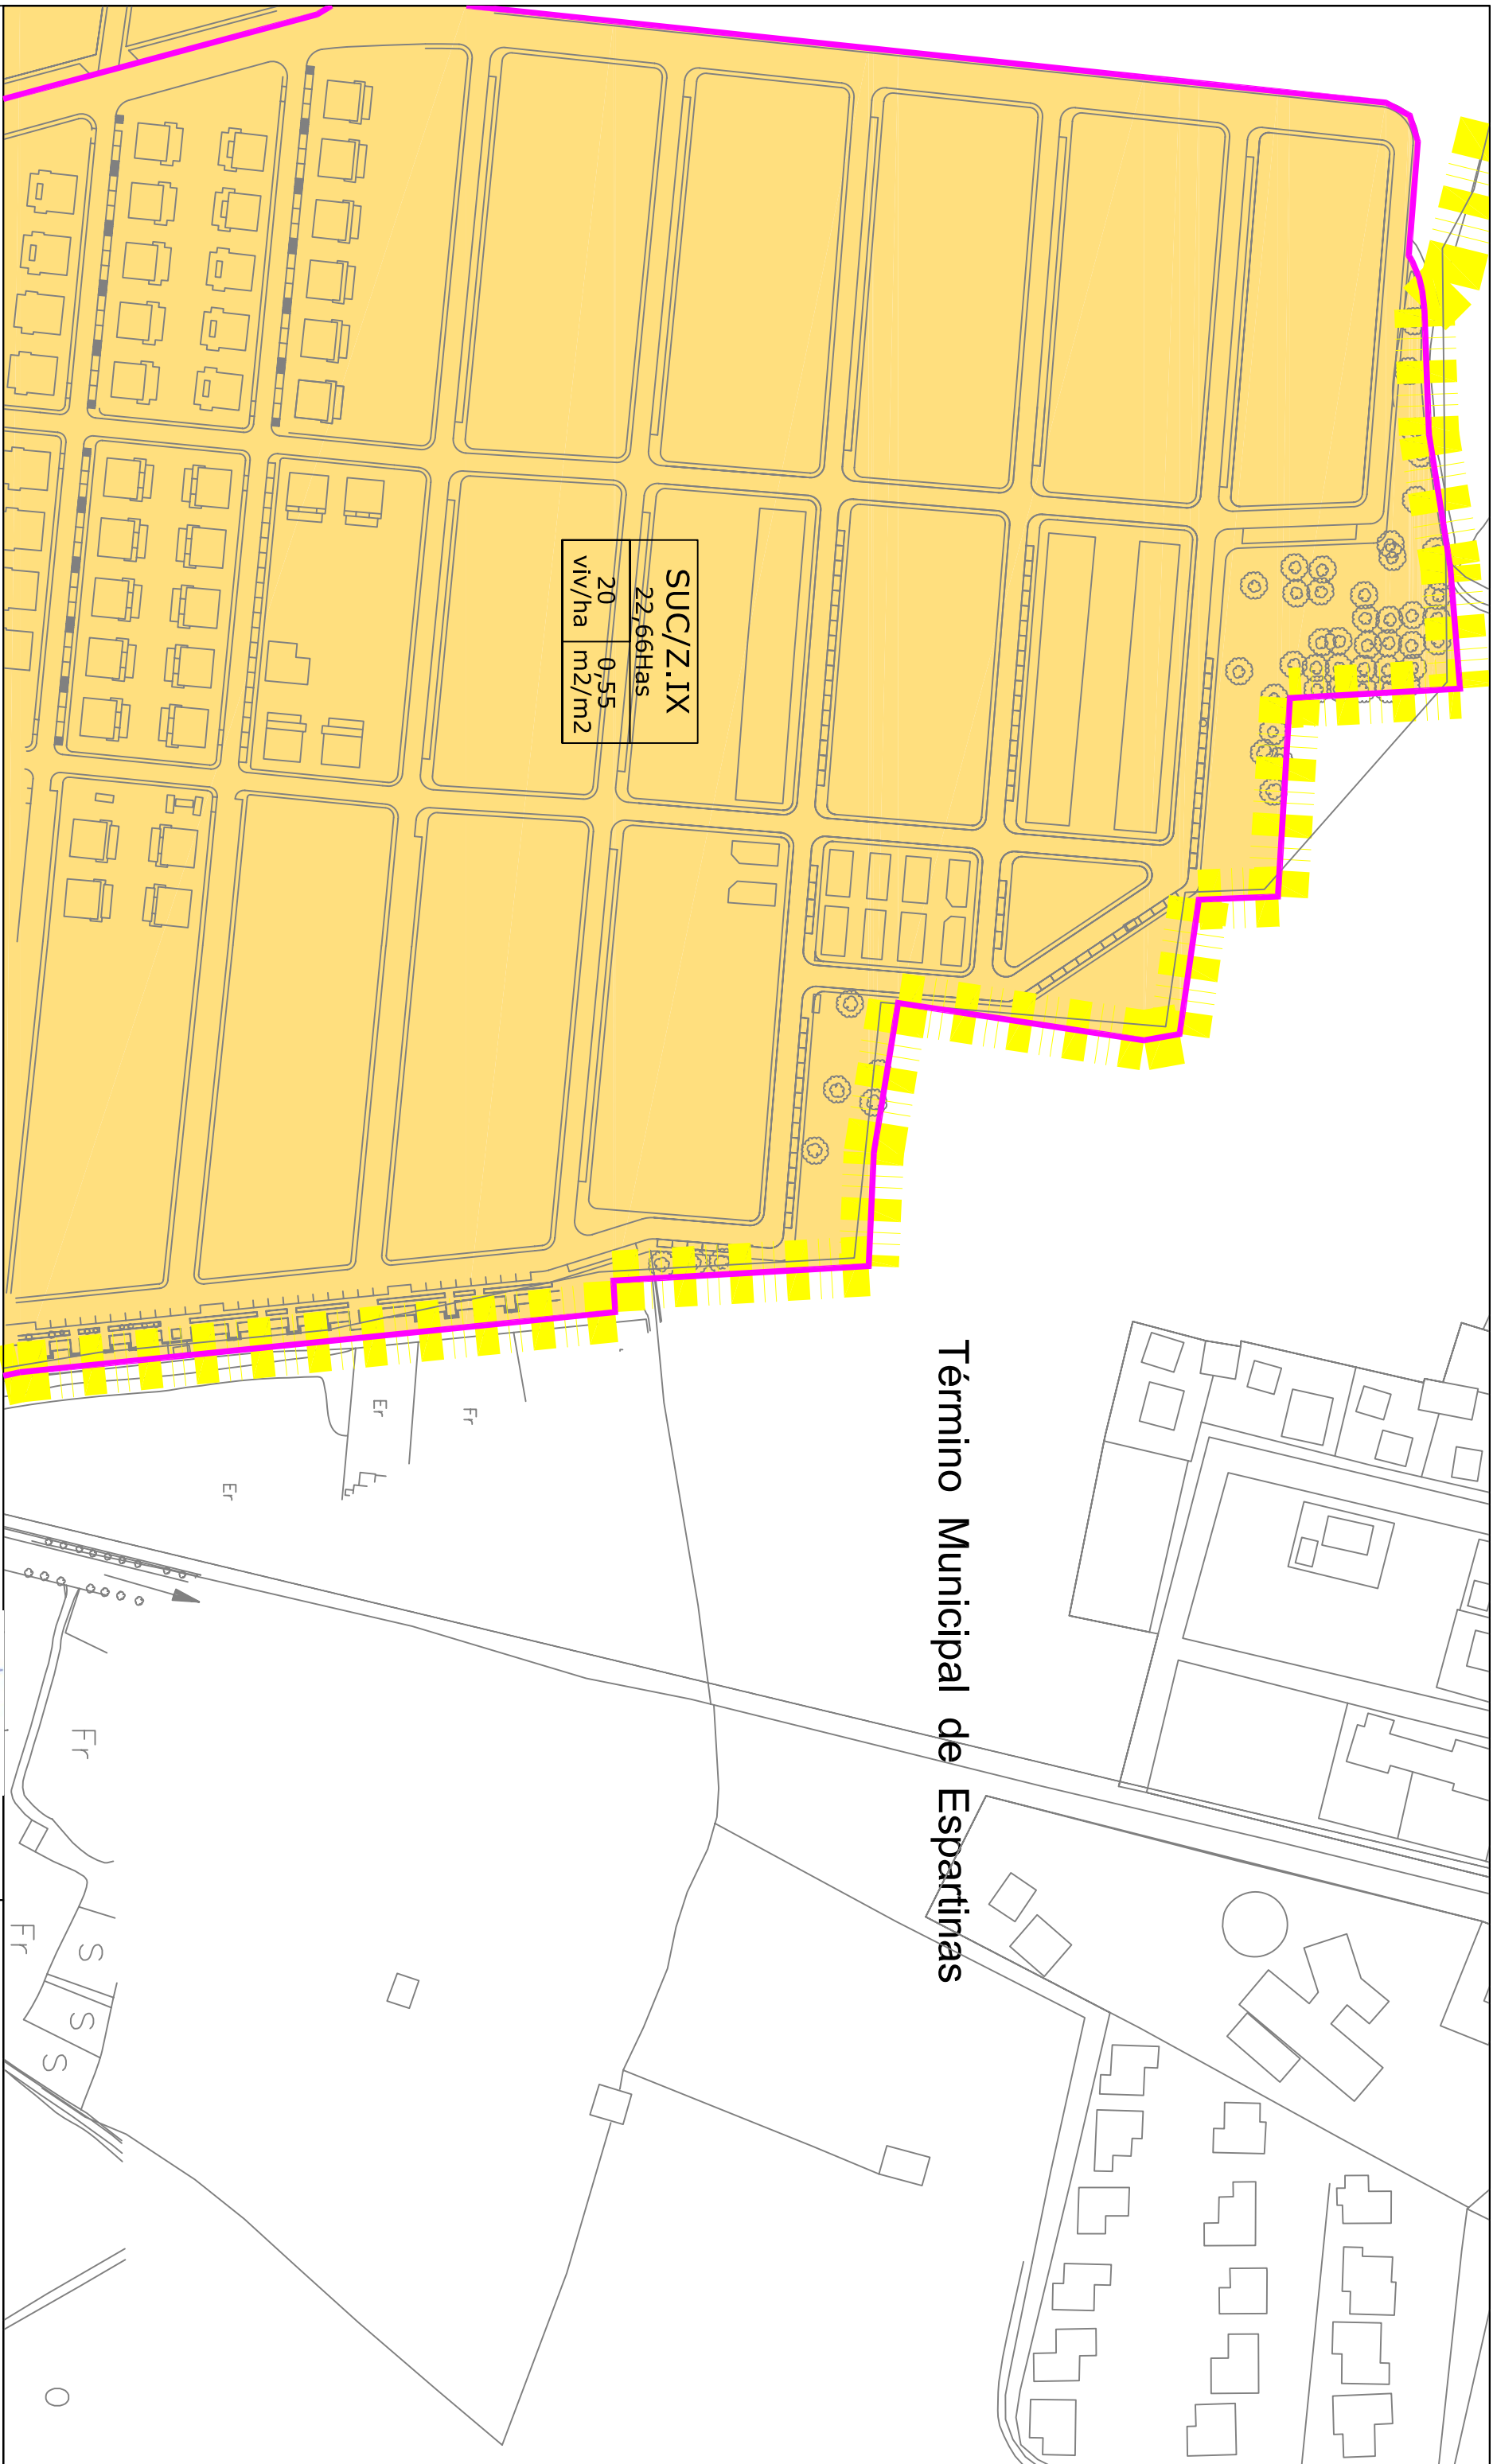 SUC/Z.IX
22,66Has
20 0,55
viv/ha m2/m2
Término Municipal de Espartinas
Fr
Er
Er
Fr
Fr
S
S
S
O